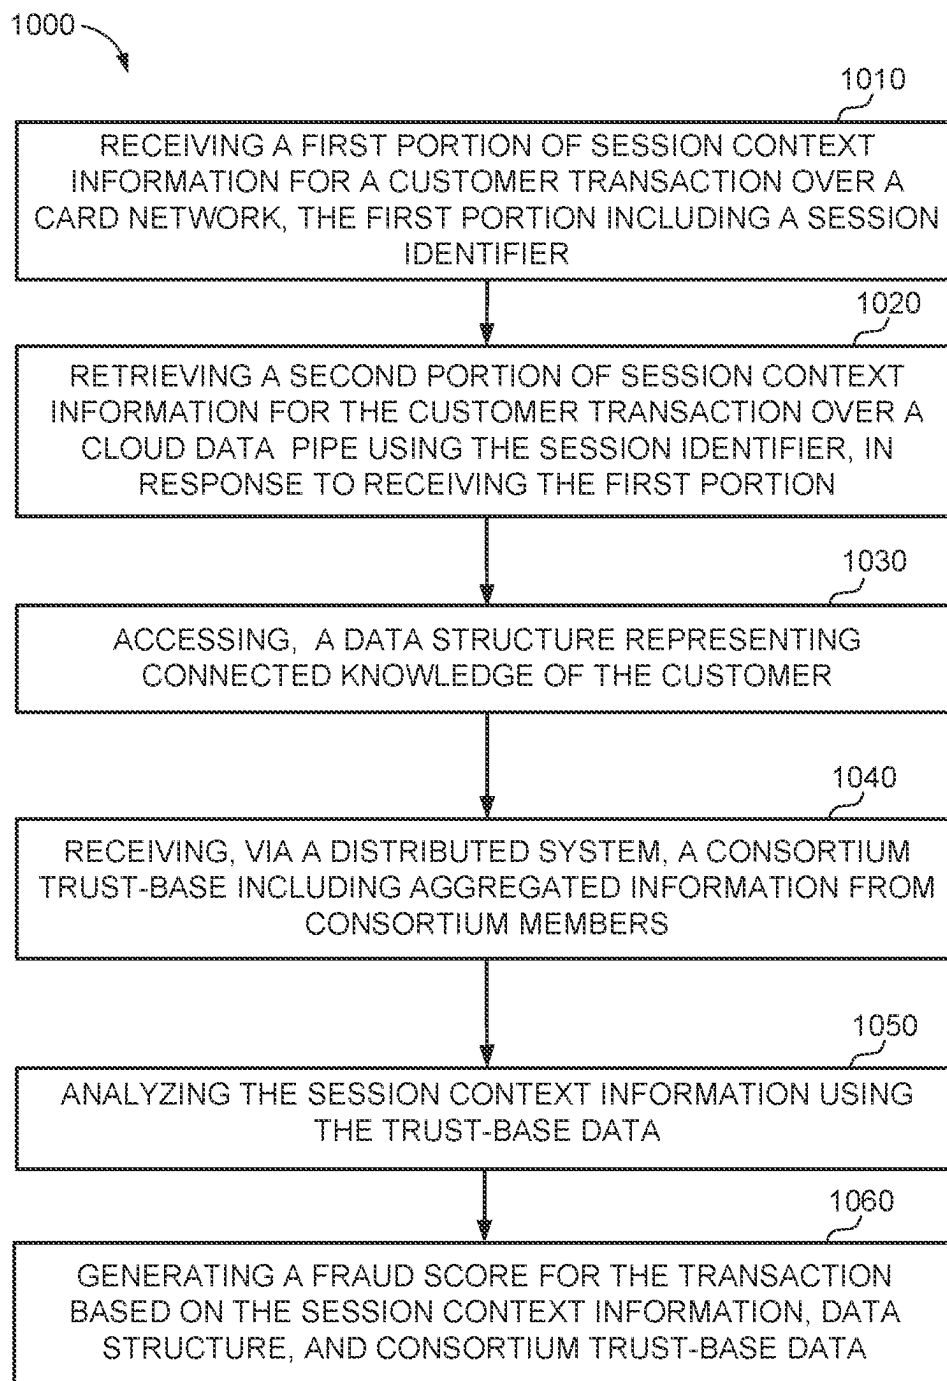 1000
1010
RECEIVING A FIRST PORTION OF SESSION CONTEXT
INFORMATION FOR A CUSTOMER TRANSACTION OVER A
CARD NETWORK, THE FIRST PORTION INCLUDING A SESSION
IDENTIFIER
1020
RETRIEVING A SECOND PORTION OF SESSION CONTEXT
INFORMATION FOR THE CUSTOMER TRANSACTION OVER A
CLOUD DATA PIPE USING THE SESSION IDENTIFIER, IN
RESPONSE TO RECEIVING THE FIRST PORTION
1030
ACCESSING, A DATA STRUCTURE REPRESENTING
CONNECTED KNOWLEDGE OF THE CUSTOMER
1040
RECEIVING, VIA A DISTRIBUTED SYSTEM, A CONSORTIUM
TRUST-BASE INCLUDING AGGREGATED INFORMATION FROM
CONSORTIUM MEMBERS
1050
ANALYZING THE SESSION CONTEXT INFORMATION USING
THE TRUST-BASE DATA
1060
GENERATING A FRAUD SCORE FOR THE TRANSACTION
BASED ON THE SESSION CONTEXT INFORMATION, DATA
STRUCTURE, AND CONSORTIUM TRUST-BASE DATA